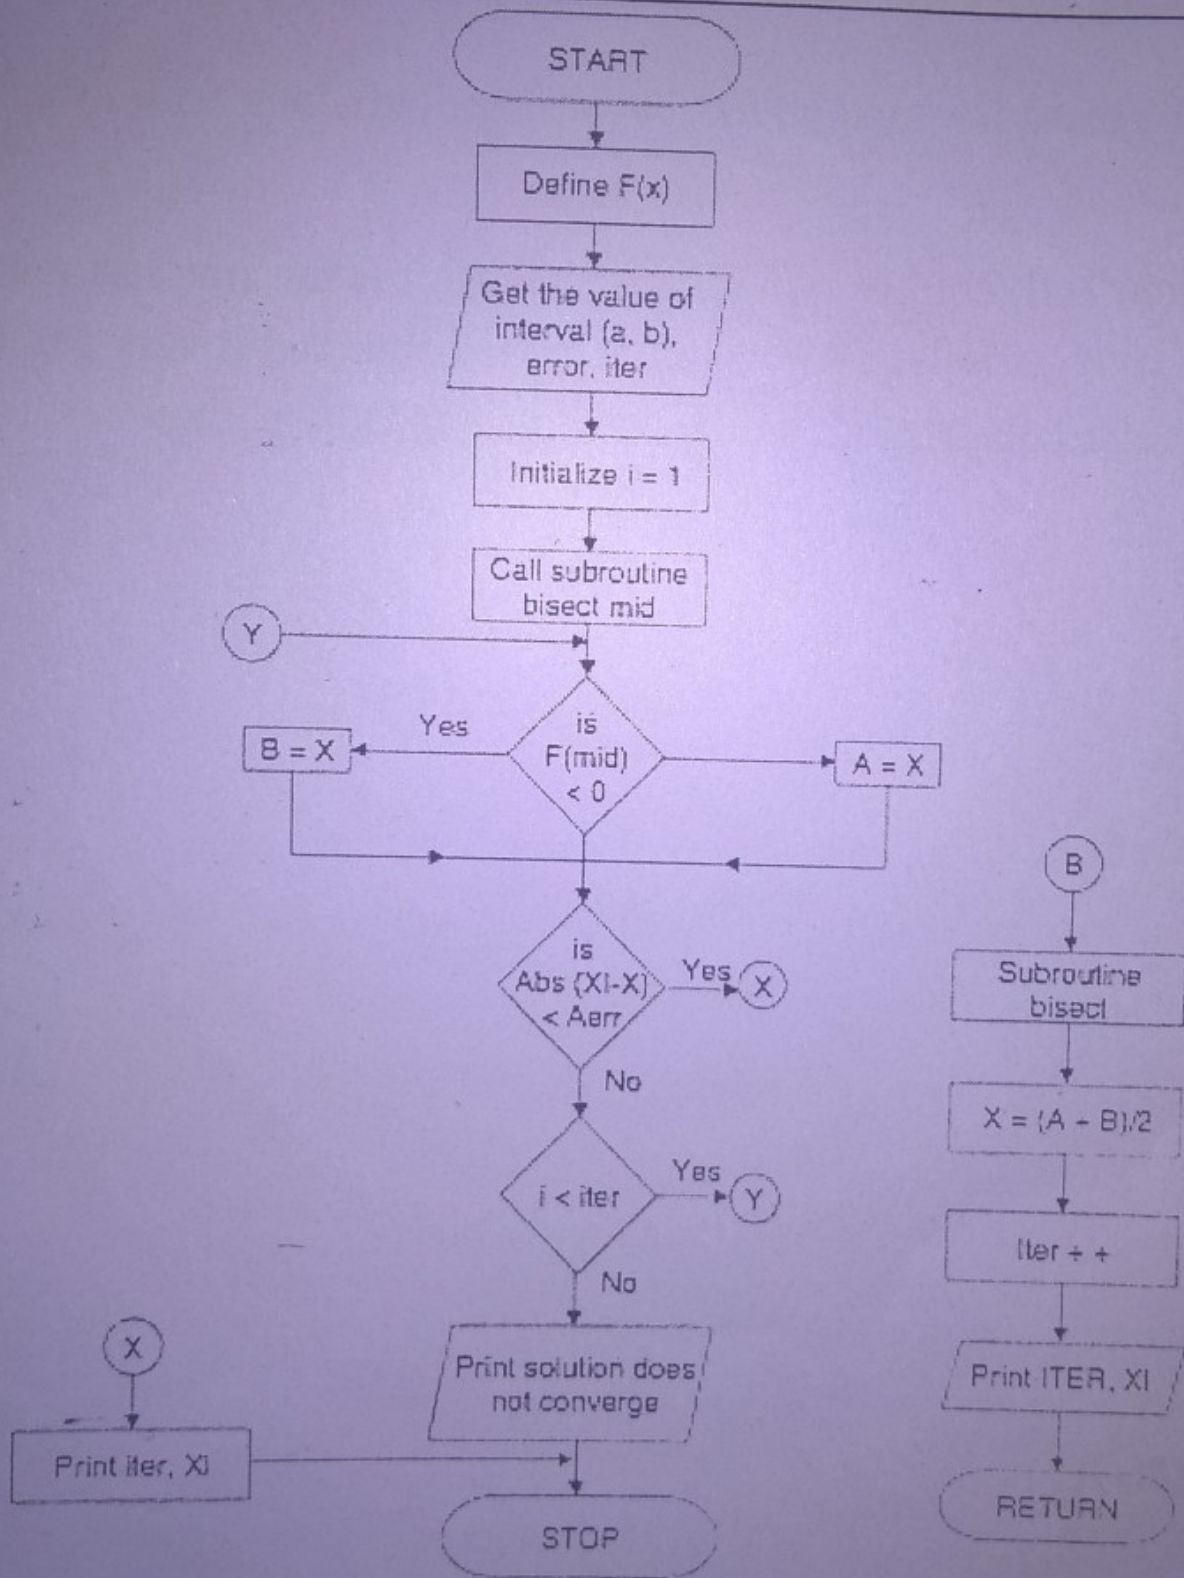 START
Define F(x)
Get the value of
interval (a, b),
error, iter
Initialize i = 1
Call subroutine
bisect mid
Y
is
F(mid)
< 0
Yes
B = X
A = X
is
Abs (XI-X)
< Aerr
Yes
X
No
i < iter
Yes
Y
No
Print solution does
not converge
X
Print iter, Xi
STOP
B
Subroutine
bisect
X = (A + B)/2
Iter + +
Print ITER, XI
RETURN